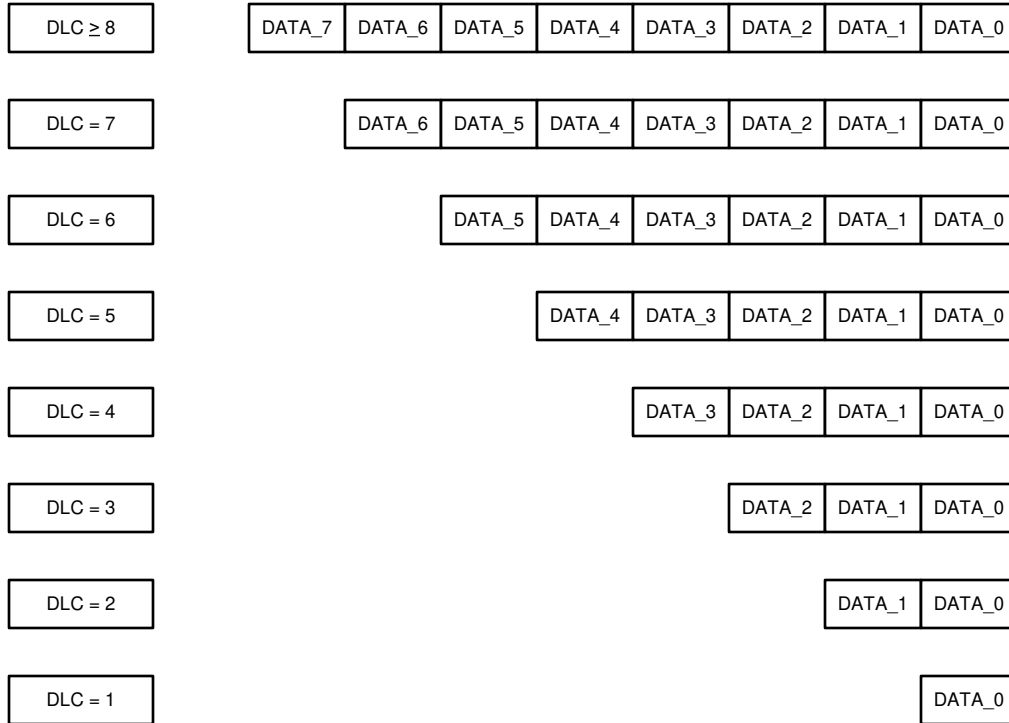 DLC ≥ 8 DATA_7 DATA_6 DATA_5 DATA_4 DATA_3 DATA_2 DATA_1 DATA_0
DLC = 7 DATA_6 DATA_5 DATA_4 DATA_3 DATA_2 DATA_1 DATA_0
DLC = 6 DATA_5 DATA_4 DATA_3 DATA_2 DATA_1 DATA_0
DLC = 5 DATA_4 DATA_3 DATA_2 DATA_1 DATA_0
DLC = 4 DATA_3 DATA_2 DATA_1 DATA_0
DLC = 3 DATA_2 DATA_1 DATA_0
DLC = 2 DATA_1 DATA_0
DLC = 1 DATA_0